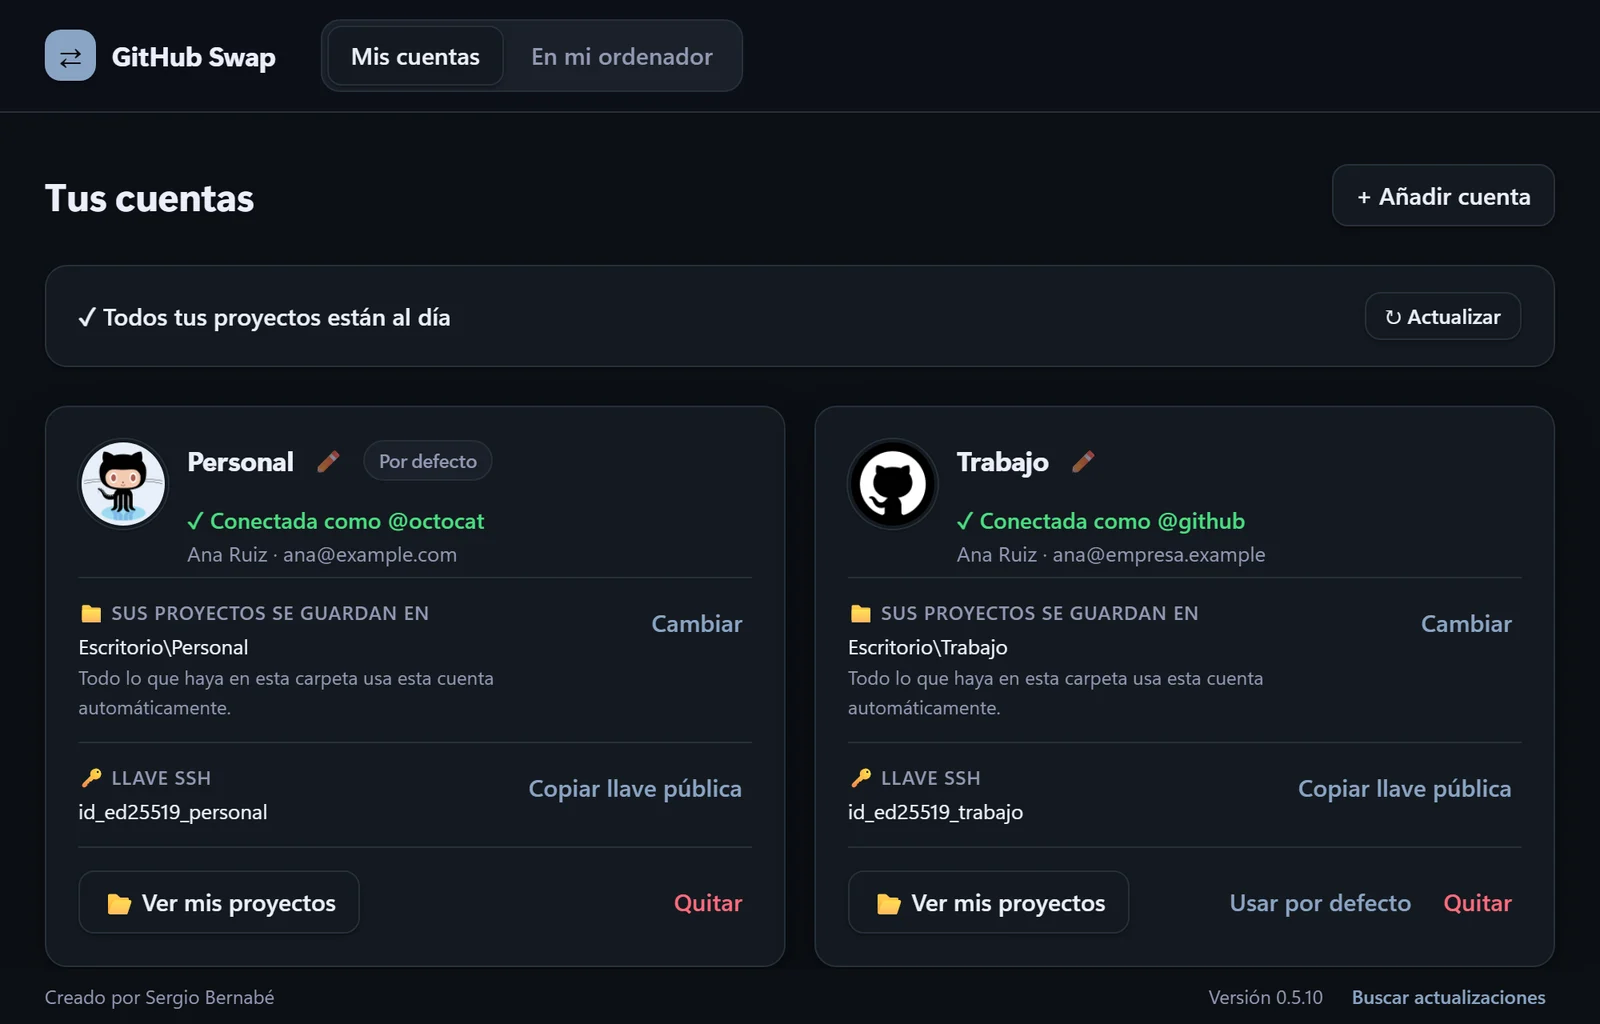 GitHub Swap
Mis cuentas
En mi ordenador
Tus cuentas
+ Añadir cuenta
✓ Todos tus proyectos están al día
↻ Actualizar
Personal
Por defecto
✓ Conectada como @octocat
Ana Ruiz · ana@example.com
SUS PROYECTOS SE GUARDAN EN
Cambiar
Escritorio\Personal
Todo lo que haya en esta carpeta usa esta cuenta
automáticamente.
LLAVE SSH
Copiar llave pública
id_ed25519_personal
Ver mis proyectos
Quitar
Trabajo
✓ Conectada como @github
Ana Ruiz · ana@empresa.example
SUS PROYECTOS SE GUARDAN EN
Cambiar
Escritorio\Trabajo
Todo lo que haya en esta carpeta usa esta cuenta
automáticamente.
LLAVE SSH
Copiar llave pública
id_ed25519_trabajo
Ver mis proyectos
Usar por defecto
Quitar
Creado por Sergio Bernabé
Versión 0.5.10
Buscar actualizaciones